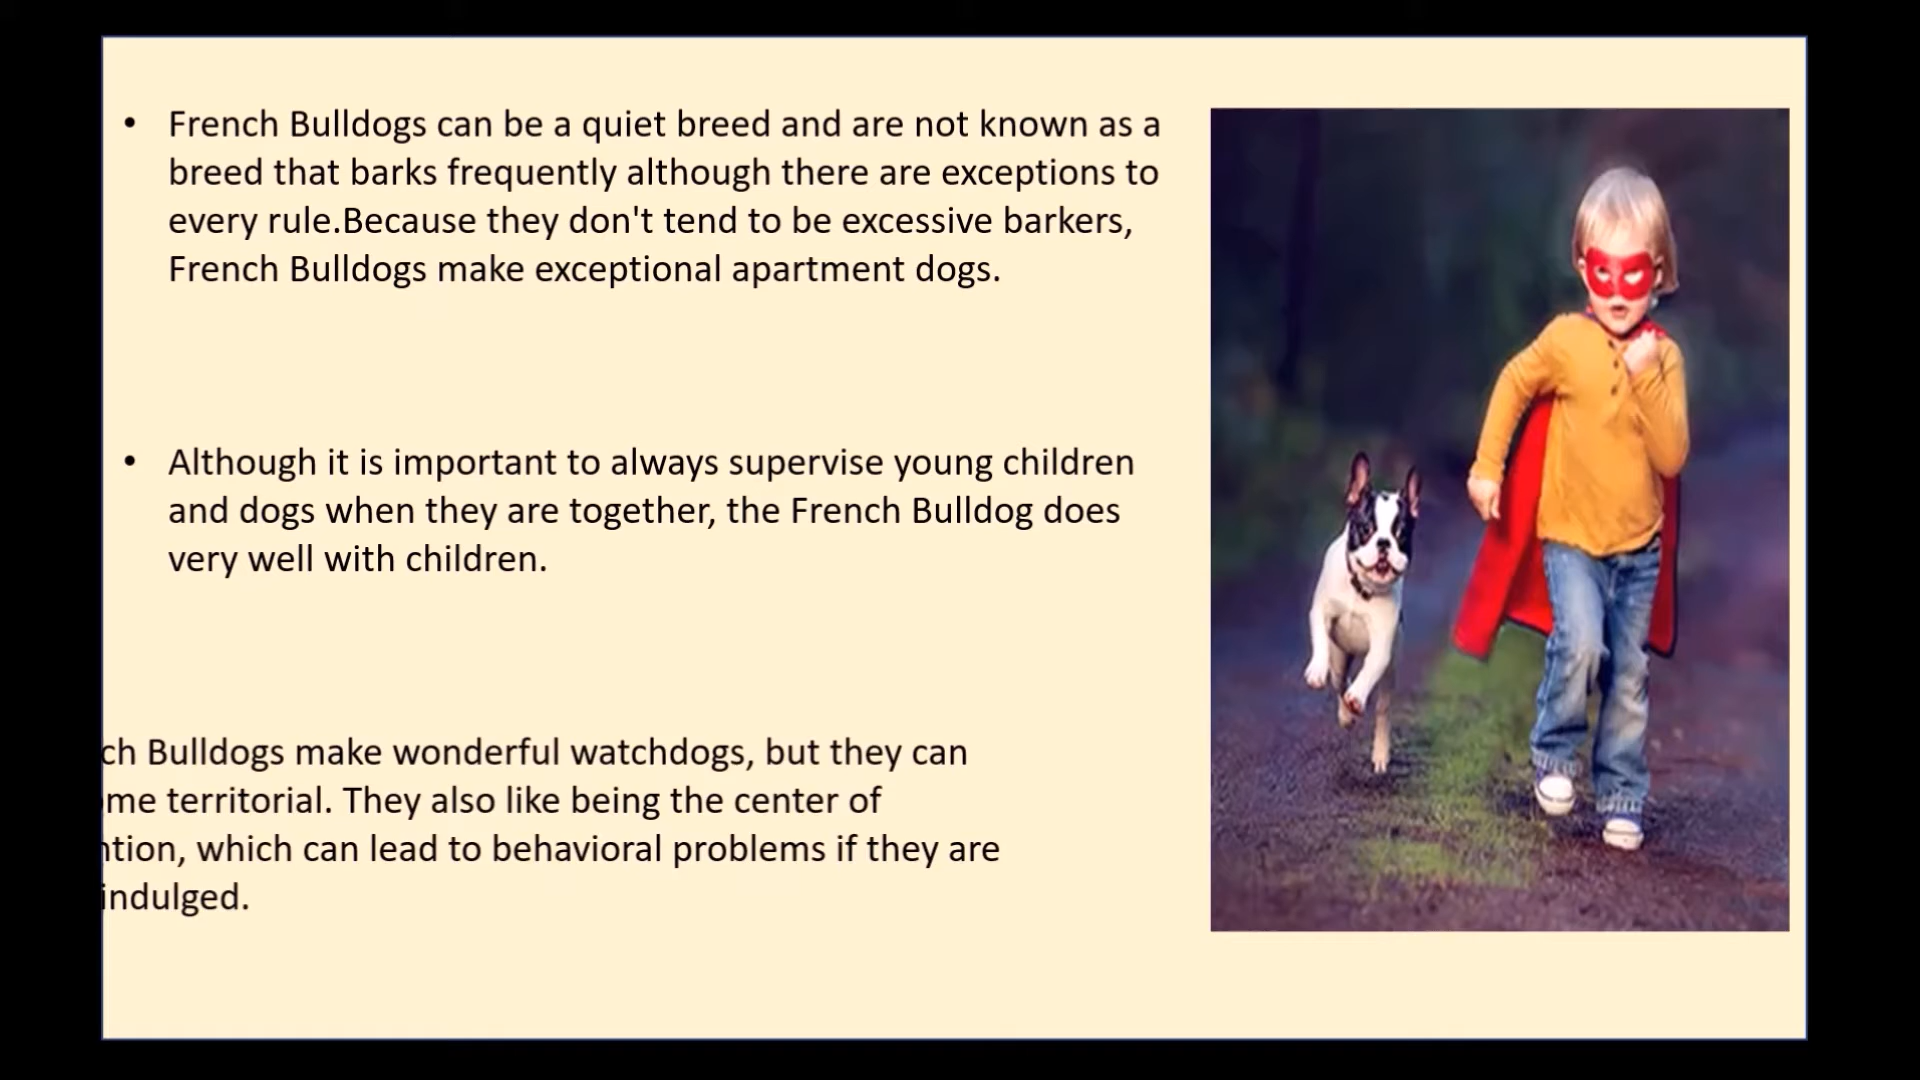 • French Bulldogs can be a quiet breed and are not known as a
breed that barks frequently although there are exceptions to
every rule.Because they don't tend to be excessive barkers,
French Bulldogs make exceptional apartment dogs.
• Although it is important to always supervise young children
and dogs when they are together, the French Bulldog does
very well with children.
ch Bulldogs make wonderful watchdogs, but they can
me territorial. They also like being the center of
ntion, which can lead to behavioral problems if they are
indulged.